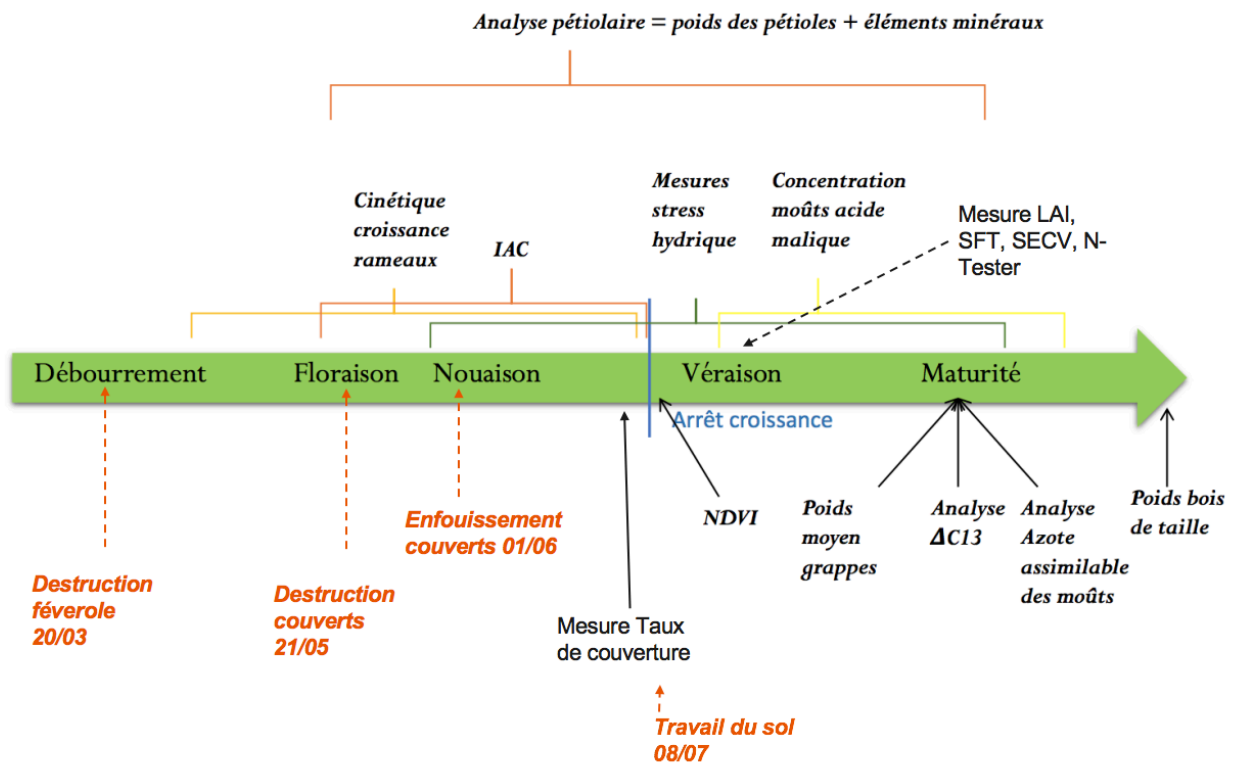 Analyse pétiolaire = poids des pétioles + éléments minéraux
Cinétique
croissance
rameaux
IAC
Mesures
stress
hydrique
Concentration
moûts acide
malique
Mesure LAI,
SFT, SECV, N-
Tester
Débourrement
Floraison
Nouaison
Véraison
Maturité
Arrêt croissance
Destruction
féverole
20/03
Destruction
couverts
21/05
Enfouissement
couverts 01/06
Mesure Taux
de couverture
Travail du sol
08/07
NDVI
Poids
moyen
grappes
Analyse
ΔC13
Analyse
Azote
assimilable
des moûts
Poids bois
de taille